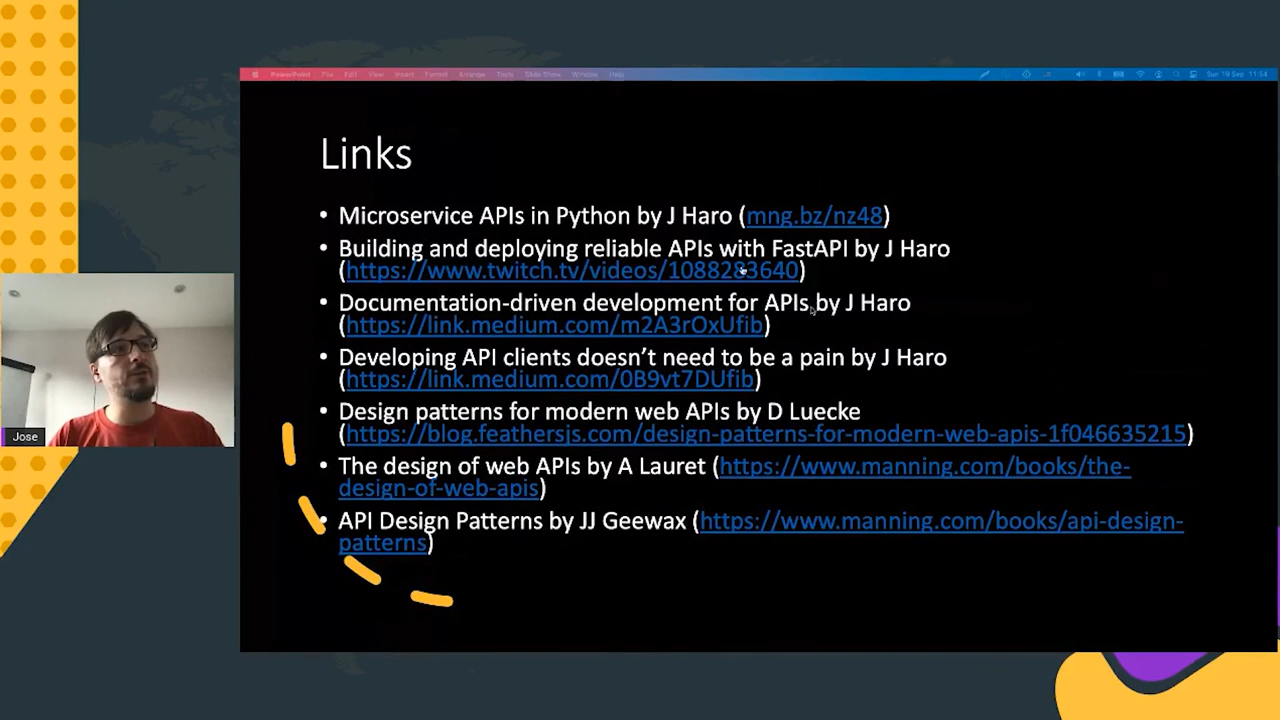 PowerPoint File Edit View Insert Format Arrange Tools Slide Show Window Help Sun 19 Sep 11:54
Links
• Microservice APIs in Python by J Haro (mng.bz/nz48)
• Building and deploying reliable APIs with FastAPI by J Haro
(https://www.twitch.tv/videos/1088283640)
• Documentation-driven development for APIs by J Haro
(https://link.medium.com/m2A3rOxUfib)
• Developing API clients doesn’t need to be a pain by J Haro
(https://link.medium.com/0B9vt7DUfib)
• Design patterns for modern web APIs by D Luecke
(https://blog.feathersjs.com/design-patterns-for-modern-web-apis-1f046635215)
• The design of web APIs by A Lauret (https://www.manning.com/books/the-
design-of-web-apis)
• API Design Patterns by JJ Geewax (https://www.manning.com/books/api-design-
patterns)
Jose